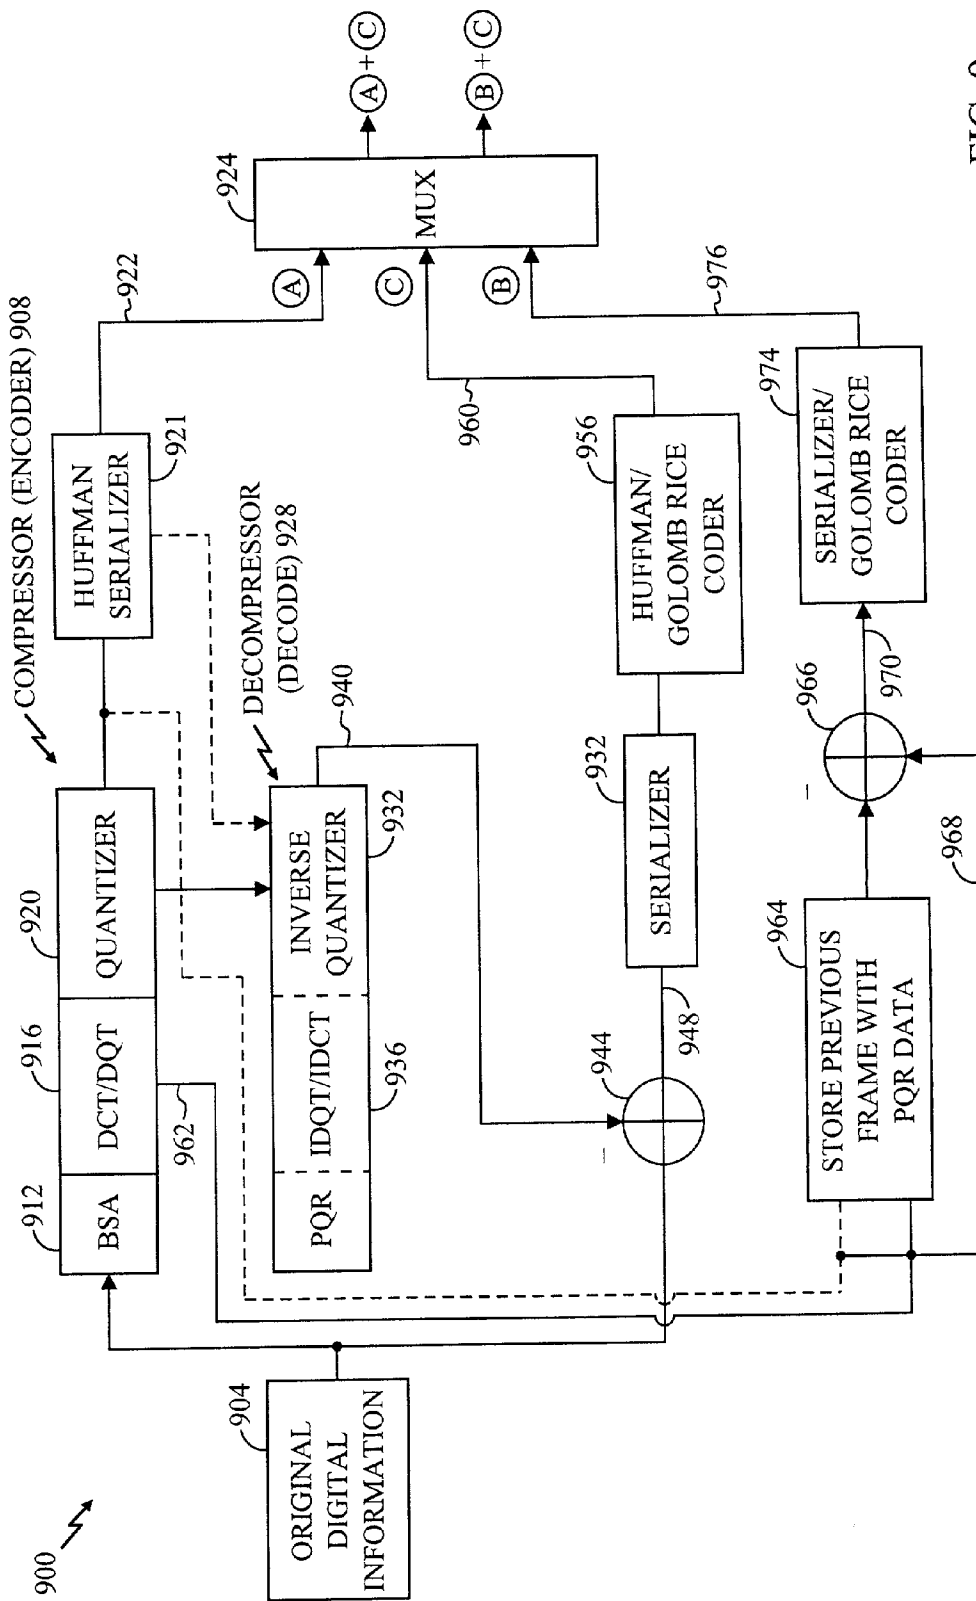 900
ORIGINAL
DIGITAL
INFORMATION
904
COMPRESSOR (ENCODER) 908
912
916
920
BSA
DCT/DQT
QUANTIZER
962
HUFFMAN
SERIALIZER
921
922
DECOMPRESSOR
(DECODE) 928
PQR
IDQT/IDCT
INVERSE
QUANTIZER
936
932
940
944
948
SERIALIZER
932
HUFFMAN/
GOLOMB RICE
CODER
956
960
STORE PREVIOUS
FRAME WITH
PQR DATA
964
968
966
970
SERIALIZER/
GOLOMB RICE
CODER
974
976
A
C
B
MUX
924
A + C
B + C